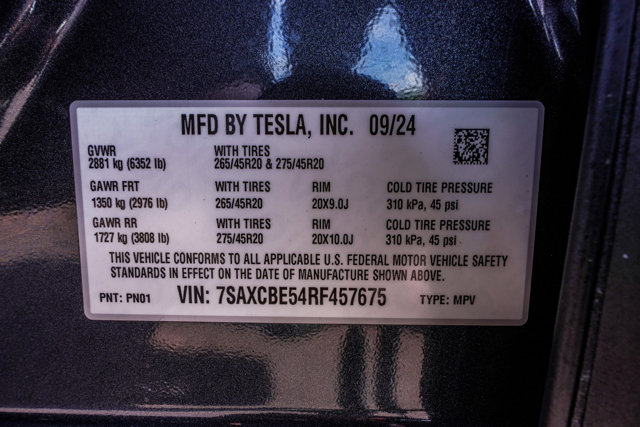 MFD BY TESLA, INC. 09/24
GVWR WITH TIRES
2881 kg (6352 lb) 265/45R20 & 275/45R20
GAWR FRT WITH TIRES RIM COLD TIRE PRESSURE
1350 kg (2976 lb) 265/45R20 20X9.0J 310 kPa, 45 psi
GAWR RR WITH TIRES RIM COLD TIRE PRESSURE
1727 kg (3808 lb) 275/45R20 20X10.0J 310 kPa, 45 psi
THIS VEHICLE CONFORMS TO ALL APPLICABLE U.S. FEDERAL MOTOR VEHICLE SAFETY
STANDARDS IN EFFECT ON THE DATE OF MANUFACTURE SHOWN ABOVE.
PNT: PN01 VIN: 7SAXCBE54RF457675 TYPE: MPV